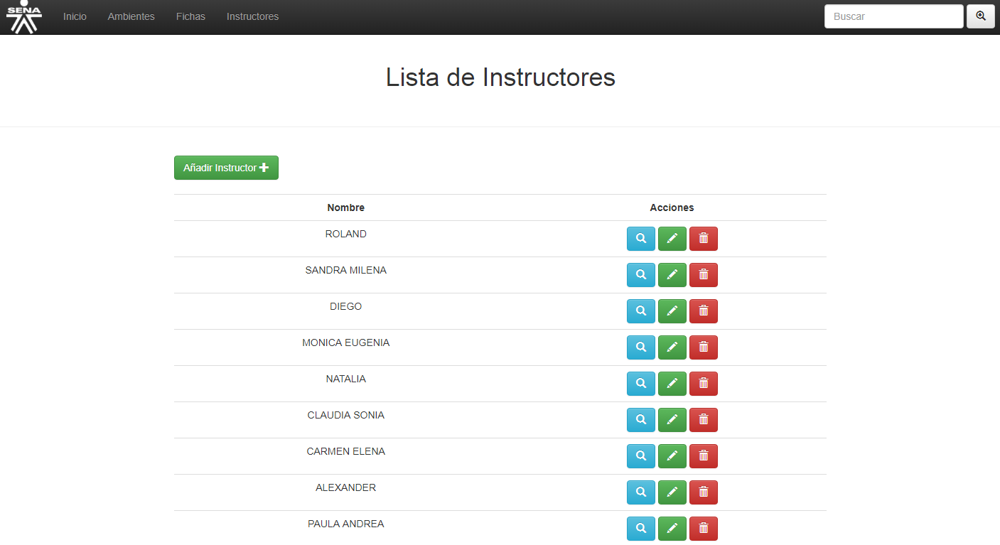 SENA
Inicio Ambientes Fichas Instructores Buscar
Lista de Instructores
Añadir Instructor
Nombre Acciones
ROLAND
SANDRA MILENA
DIEGO
MONICA EUGENIA
NATALIA
CLAUDIA SONIA
CARMEN ELENA
ALEXANDER
PAULA ANDREA